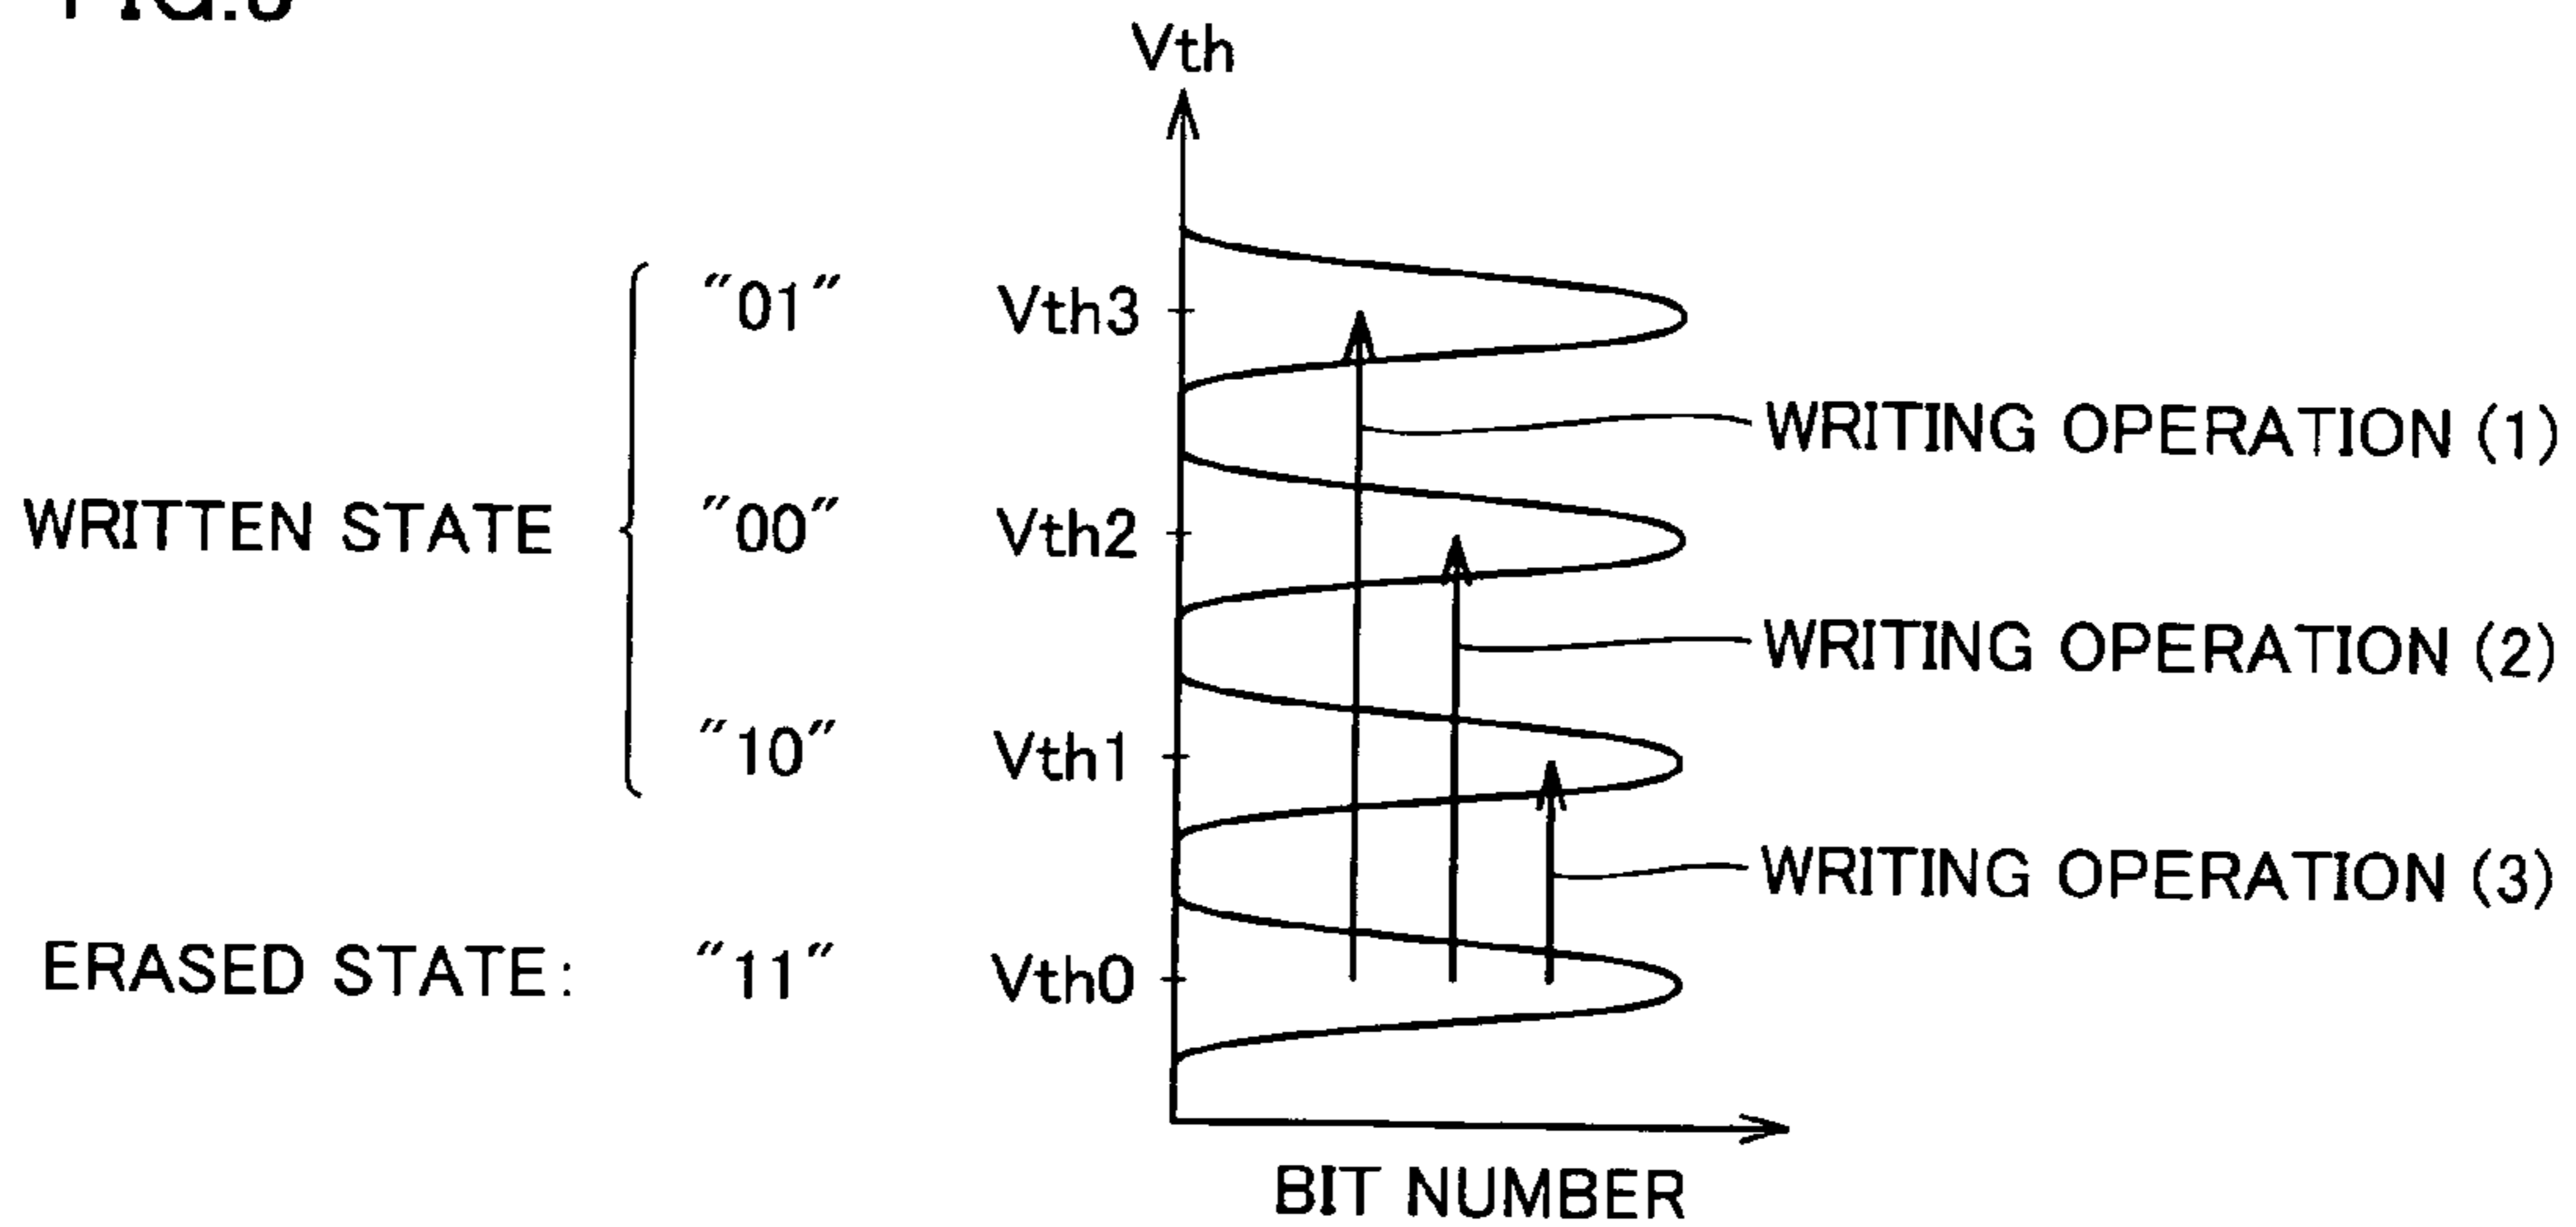 FIG.
Vth
"01" Vth3
WRITING OPERATION (1)
WRITTEN STATE "00" Vth2
WRITING OPERATION (2)
"10" Vth1
WRITING OPERATION (3)
ERASED STATE: "11" Vth0
BIT NUMBER